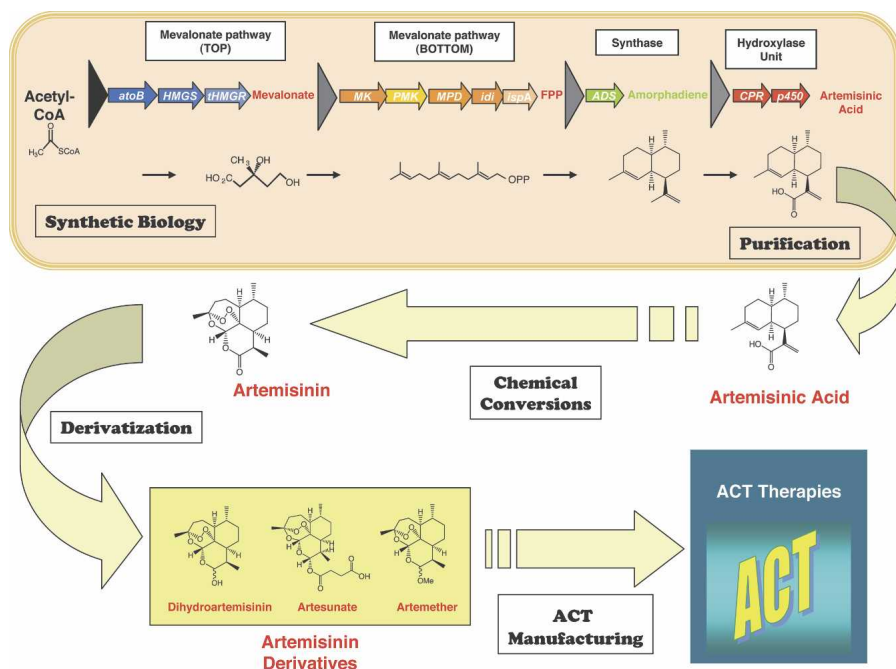 Mevalonate pathway
(TOP)
Mevalonate pathway
(BOTTOM)
Synthase
Hydroxylase
Unit
Acetyl-
CoA
atoB
HMGS
tHMGR
Mevalonate
MK
PMK
MPD
idi
ispA
FPP
ADS
Amorphadiene
CPR
p450
Artemisinic
Acid
O
H₃C
SCoA
CH₃
OH
HO₂C
OH
OPP
H
H
H
H
HO
O
Synthetic Biology
Purification
H
O
O
O
H
H
O
O
Artemisinin
Chemical
Conversions
H
H
HO
O
Artemisinic Acid
Derivatization
ACT Therapies
ACT
H
O
O
O
H
H
O
OH
Dihydroartemisinin
H
O
O
O
H
H
O
O
O
O
OH
Artesunate
H
O
O
O
H
H
O
OMe
Artemether
Artemisinin
Derivatives
ACT
Manufacturing